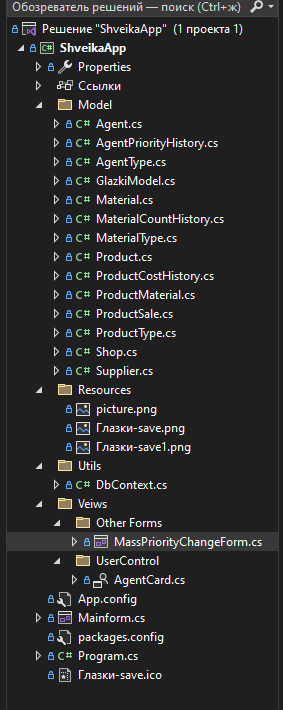 Обозреватель решений — поиск (Ctrl+ж)
Решение "ShveikaApp" (1 проекта 1)
C# ShveikaApp
Properties
Ссылки
Model
C# Agent.cs
C# AgentPriorityHistory.cs
C# AgentType.cs
C# GlazkiModel.cs
C# Material.cs
C# MaterialCountHistory.cs
C# MaterialType.cs
C# Product.cs
C# ProductCostHistory.cs
C# ProductMaterial.cs
C# ProductSale.cs
C# ProductType.cs
C# Shop.cs
C# Supplier.cs
Resources
picture.png
Глазки-save.png
Глазки-save1.png
Utils
C# DbContext.cs
Veiws
Other Forms
MassPriorityChangeForm.cs
UserControl
AgentCard.cs
App.config
Mainform.cs
packages.config
C# Program.cs
Глазки-save.ico